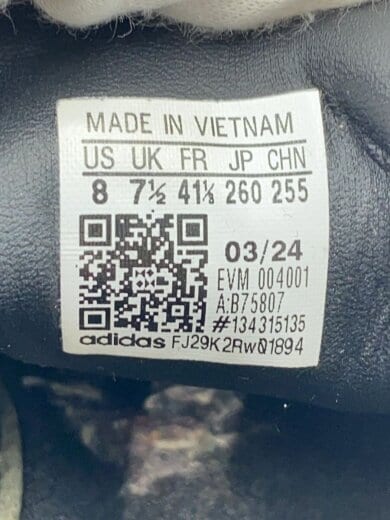 MADE IN VIETNAM
US UK FR JP CHN
8 7½ 41⅓ 260 255
03/24
EVM 004001
A:B75807
#134315135
adidas FJ29K2RwQ1894